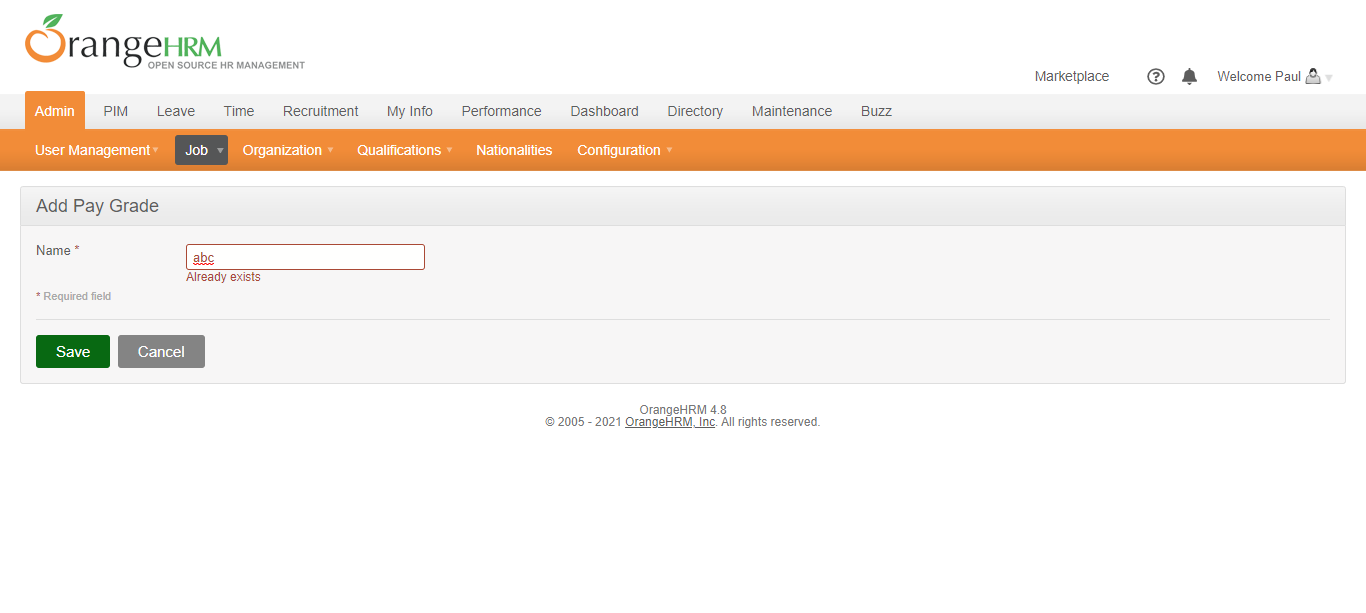 OrangeHRM
OPEN SOURCE HR MANAGEMENT
Marketplace Welcome Paul
Admin PIM Leave Time Recruitment My Info Performance Dashboard Directory Maintenance Buzz
User Management Job Organization Qualifications Nationalities Configuration
Add Pay Grade
Name * abc
Already exists
* Required field
Save Cancel
OrangeHRM 4.8
© 2005 - 2021 OrangeHRM, Inc. All rights reserved.